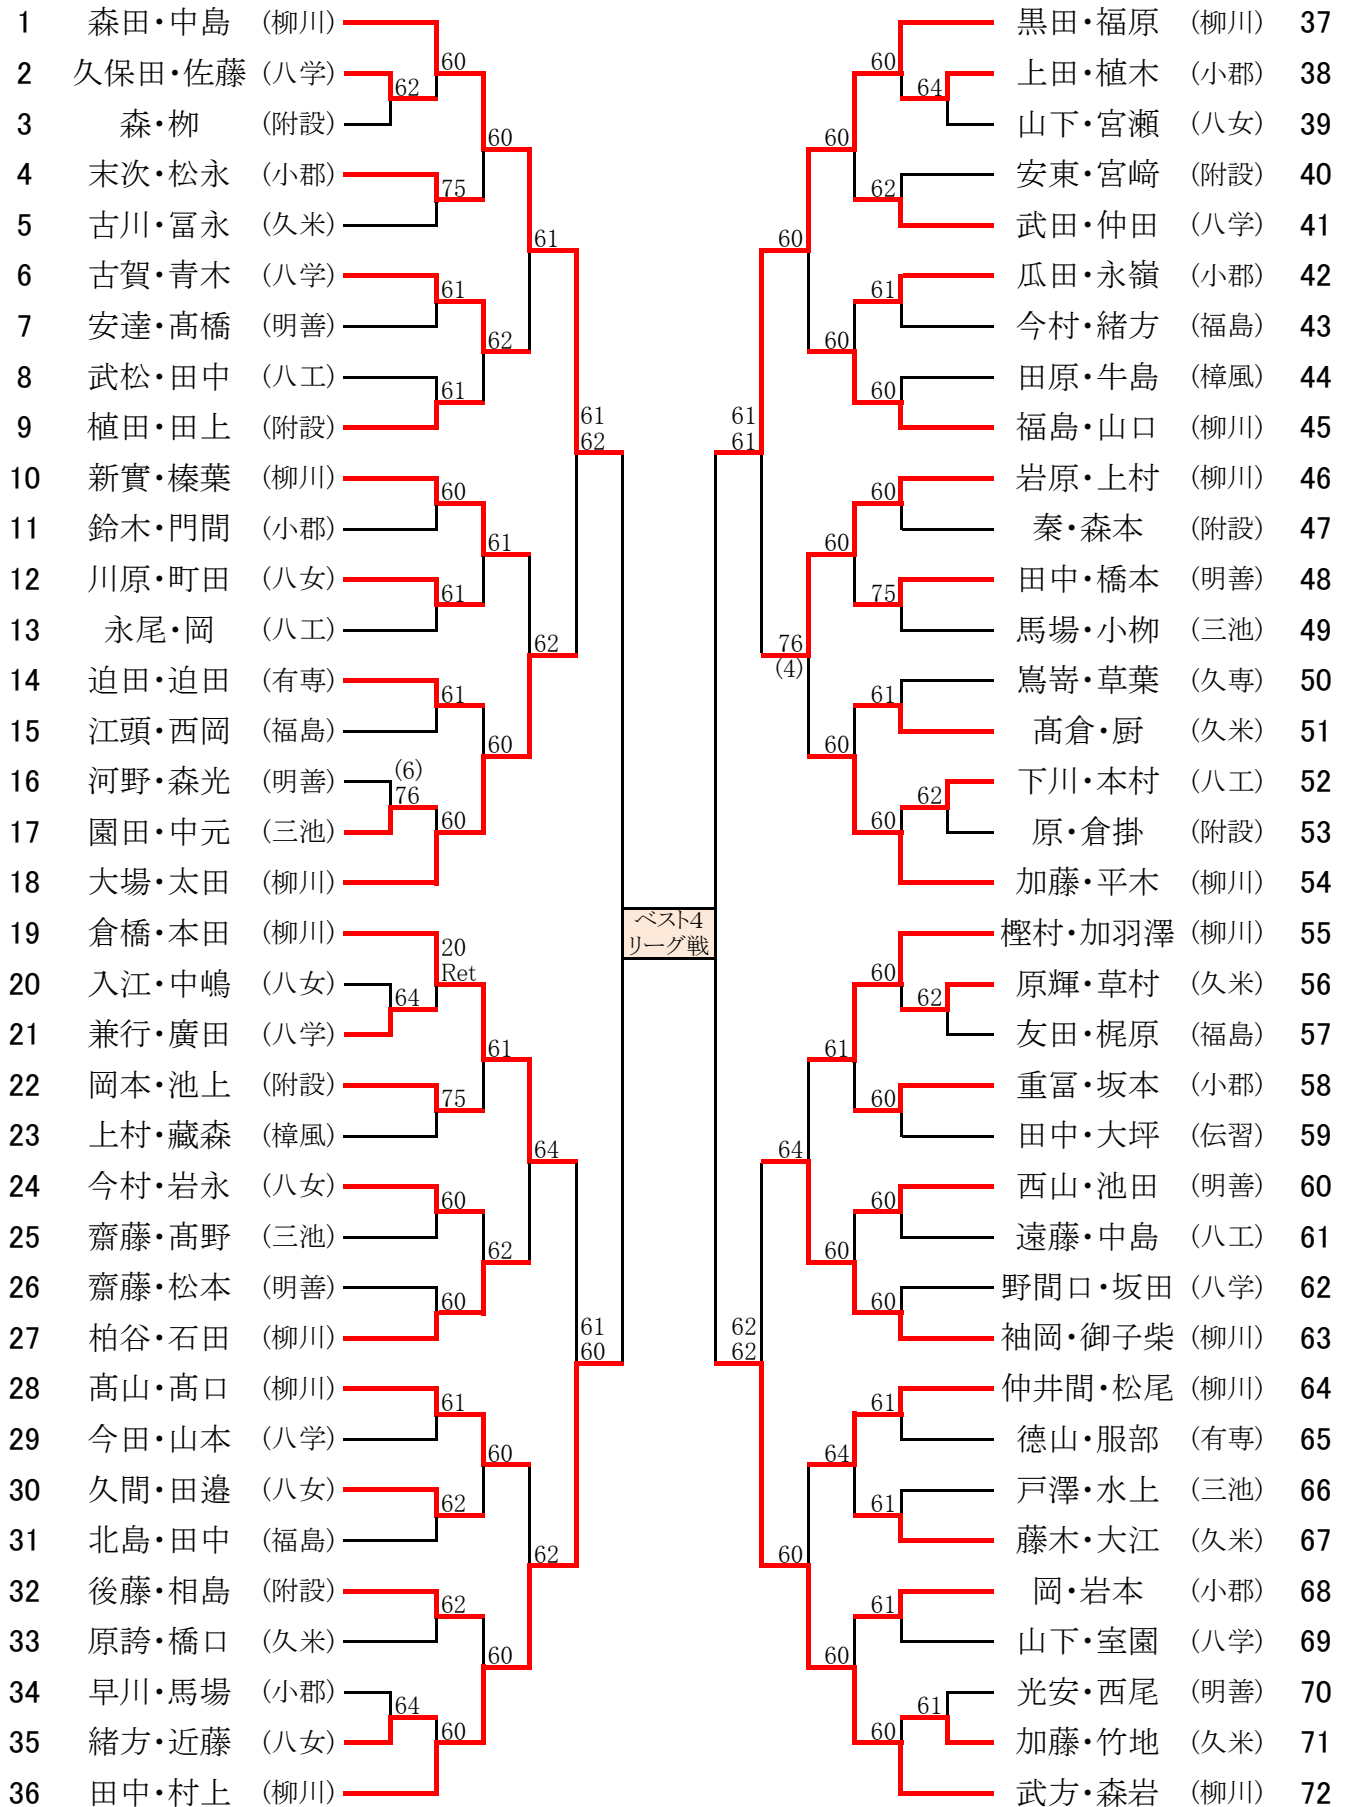 1 森田・中島 (柳川)
2 久保田・佐藤 (八学)
3 森・栁 (附設)
4 末次・松永 (小郡)
5 古川・冨永 (久米)
6 古賀・青木 (八学)
7 安達・髙橋 (明善)
8 武松・田中 (八工)
9 植田・田上 (附設)
10 新實・榛葉 (柳川)
11 鈴木・門間 (小郡)
12 川原・町田 (八女)
13 永尾・岡 (八工)
14 迫田・迫田 (有専)
15 江頭・西岡 (福島)
16 河野・森光 (明善)
17 園田・中元 (三池)
18 大場・太田 (柳川)
19 倉橋・本田 (柳川)
20 入江・中嶋 (八女)
21 兼行・廣田 (八学)
22 岡本・池上 (附設)
23 上村・藏森 (樟風)
24 今村・岩永 (八女)
25 齋藤・髙野 (三池)
26 齋藤・松本 (明善)
27 柏谷・石田 (柳川)
28 髙山・髙口 (柳川)
29 今田・山本 (八学)
30 久間・田邉 (八女)
31 北島・田中 (福島)
32 後藤・相島 (附設)
33 原誇・橋口 (久米)
34 早川・馬場 (小郡)
35 緒方・近藤 (八女)
36 田中・村上 (柳川)
60
62
60
75
61
61
62
61
61
62
60
61
61
62
61
60
(6)
76
60
20
Ret
64
61
75
64
60
62
60
61
60
61
60
62
62
62
60
64
60
ベスト4
リーグ戦
60
64
60
62
60
61
60
60
61
61
60
60
75
76
(4)
61
60
62
60
60
62
61
60
64
60
60
60
62
62
61
64
61
60
61
60
61
60
黒田・福原 (柳川) 37
上田・植木 (小郡) 38
山下・宮瀬 (八女) 39
安東・宮﨑 (附設) 40
武田・仲田 (八学) 41
瓜田・永嶺 (小郡) 42
今村・緒方 (福島) 43
田原・牛島 (樟風) 44
福島・山口 (柳川) 45
岩原・上村 (柳川) 46
秦・森本 (附設) 47
田中・橋本 (明善) 48
馬場・小栁 (三池) 49
嶌嵜・草葉 (久専) 50
髙倉・厨 (久米) 51
下川・本村 (八工) 52
原・倉掛 (附設) 53
加藤・平木 (柳川) 54
樫村・加羽澤 (柳川) 55
原輝・草村 (久米) 56
友田・梶原 (福島) 57
重冨・坂本 (小郡) 58
田中・大坪 (伝習) 59
西山・池田 (明善) 60
遠藤・中島 (八工) 61
野間口・坂田 (八学) 62
袖岡・御子柴 (柳川) 63
仲井間・松尾 (柳川) 64
德山・服部 (有専) 65
戸澤・水上 (三池) 66
藤木・大江 (久米) 67
岡・岩本 (小郡) 68
山下・室園 (八学) 69
光安・西尾 (明善) 70
加藤・竹地 (久米) 71
武方・森岩 (柳川) 72